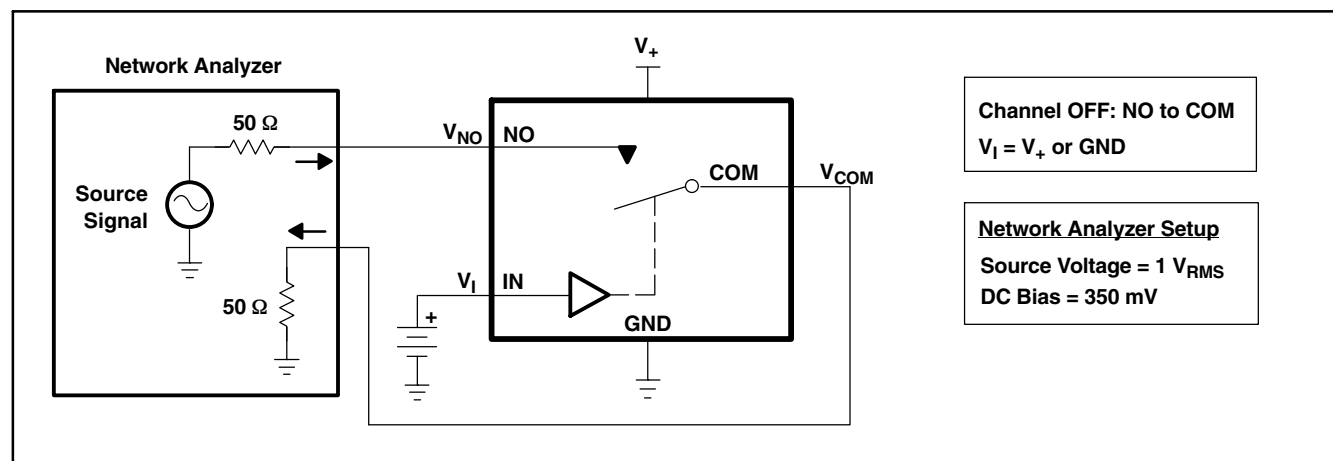 V+
Network Analyzer
50 Ω
VNO NO
Source
Signal
COM
VCOM
VI IN
+
50 Ω
GND
Channel OFF: NO to COM
VI = V+ or GND
Network Analyzer Setup
Source Voltage = 1 VRMS
DC Bias = 350 mV